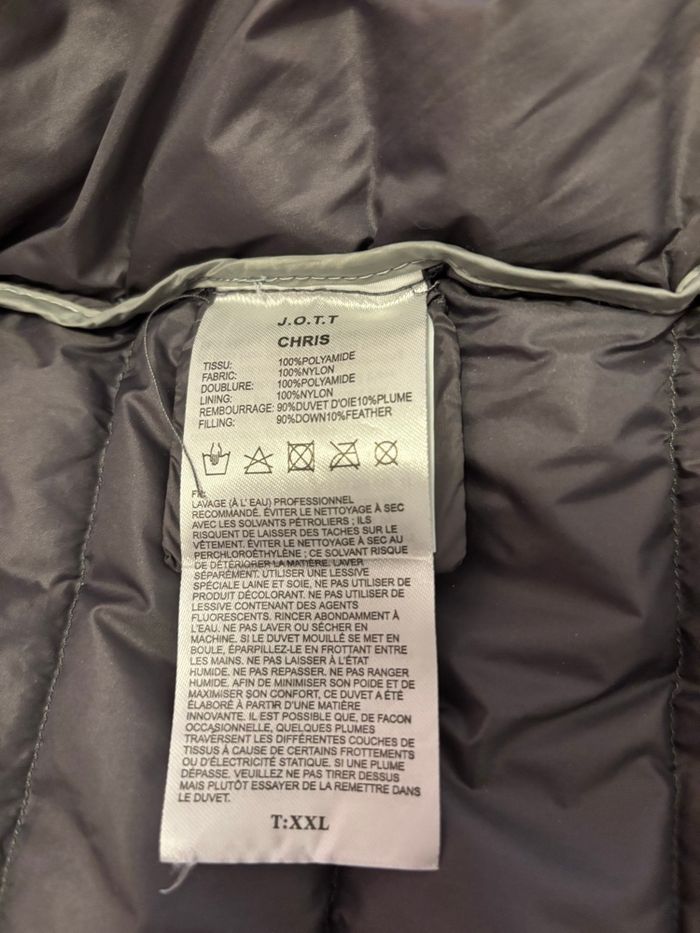 J.O.T.T
CHRIS
TISSU: 100%POLYAMIDE
FABRIC: 100%NYLON
DOUBLURE: 100%POLYAMIDE
LINING: 100%NYLON
REMBOURRAGE: 90%DUVET D'OIE10%PLUME
FILLING: 90%DOWN10%FEATHER
FR:
LAVAGE (À L' EAU) PROFESSIONNEL
RECOMMANDÉ. ÉVITER LE NETTOYAGE À SEC
AVEC LES SOLVANTS PÉTROLIERS ; ILS
RISQUENT DE LAISSER DES TACHES SUR LE
VÊTEMENT. ÉVITER LE NETTOYAGE À SEC AU
PERCHLOROÉTHYLÈNE ; CE SOLVANT RISQUE
DE DÉTÉRIORER LA MATIÈRE. LAVER
SÉPARÉMENT. UTILISER UNE LESSIVE
SPÉCIALE LAINE ET SOIE, NE PAS UTILISER DE
PRODUIT DÉCOLORANT. NE PAS UTILISER DE
LESSIVE CONTENANT DES AGENTS
FLUORESCENTS. RINCER ABONDAMMENT À
L'EAU. NE PAS LAVER OU SÉCHER EN
MACHINE. SI LE DUVET MOUILLÉ SE MET EN
BOULE, ÉPARPILLEZ-LE EN FROTTANT ENTRE
LES MAINS. NE PAS LAISSER À L'ÉTAT
HUMIDE. NE PAS REPASSER. NE PAS RANGER
HUMIDE. AFIN DE MINIMISER SON POIDE ET DE
MAXIMISER SON CONFORT, CE DUVET A ÉTÉ
ÉLABORÉ À PARTIR D'UNE MATIÈRE
INNOVANTE. IL EST POSSIBLE QUE, DE FACON
OCCASIONELLE, QUELQUES PLUMES
TRAVERSENT LES DIFFÉRENTES COUCHES DE
TISSUS À CAUSE DE CERTAINS FROTTEMENTS
OU D'ÉLECTRICITÉ STATIQUE. SI UNE PLUME
DÉPASSE, VEUILLEZ NE PAS TIRER DESSUS
MAIS PLUTÔT ESSAYER DE LA REMETTRE DANS
LE DUVET.
T:XXL